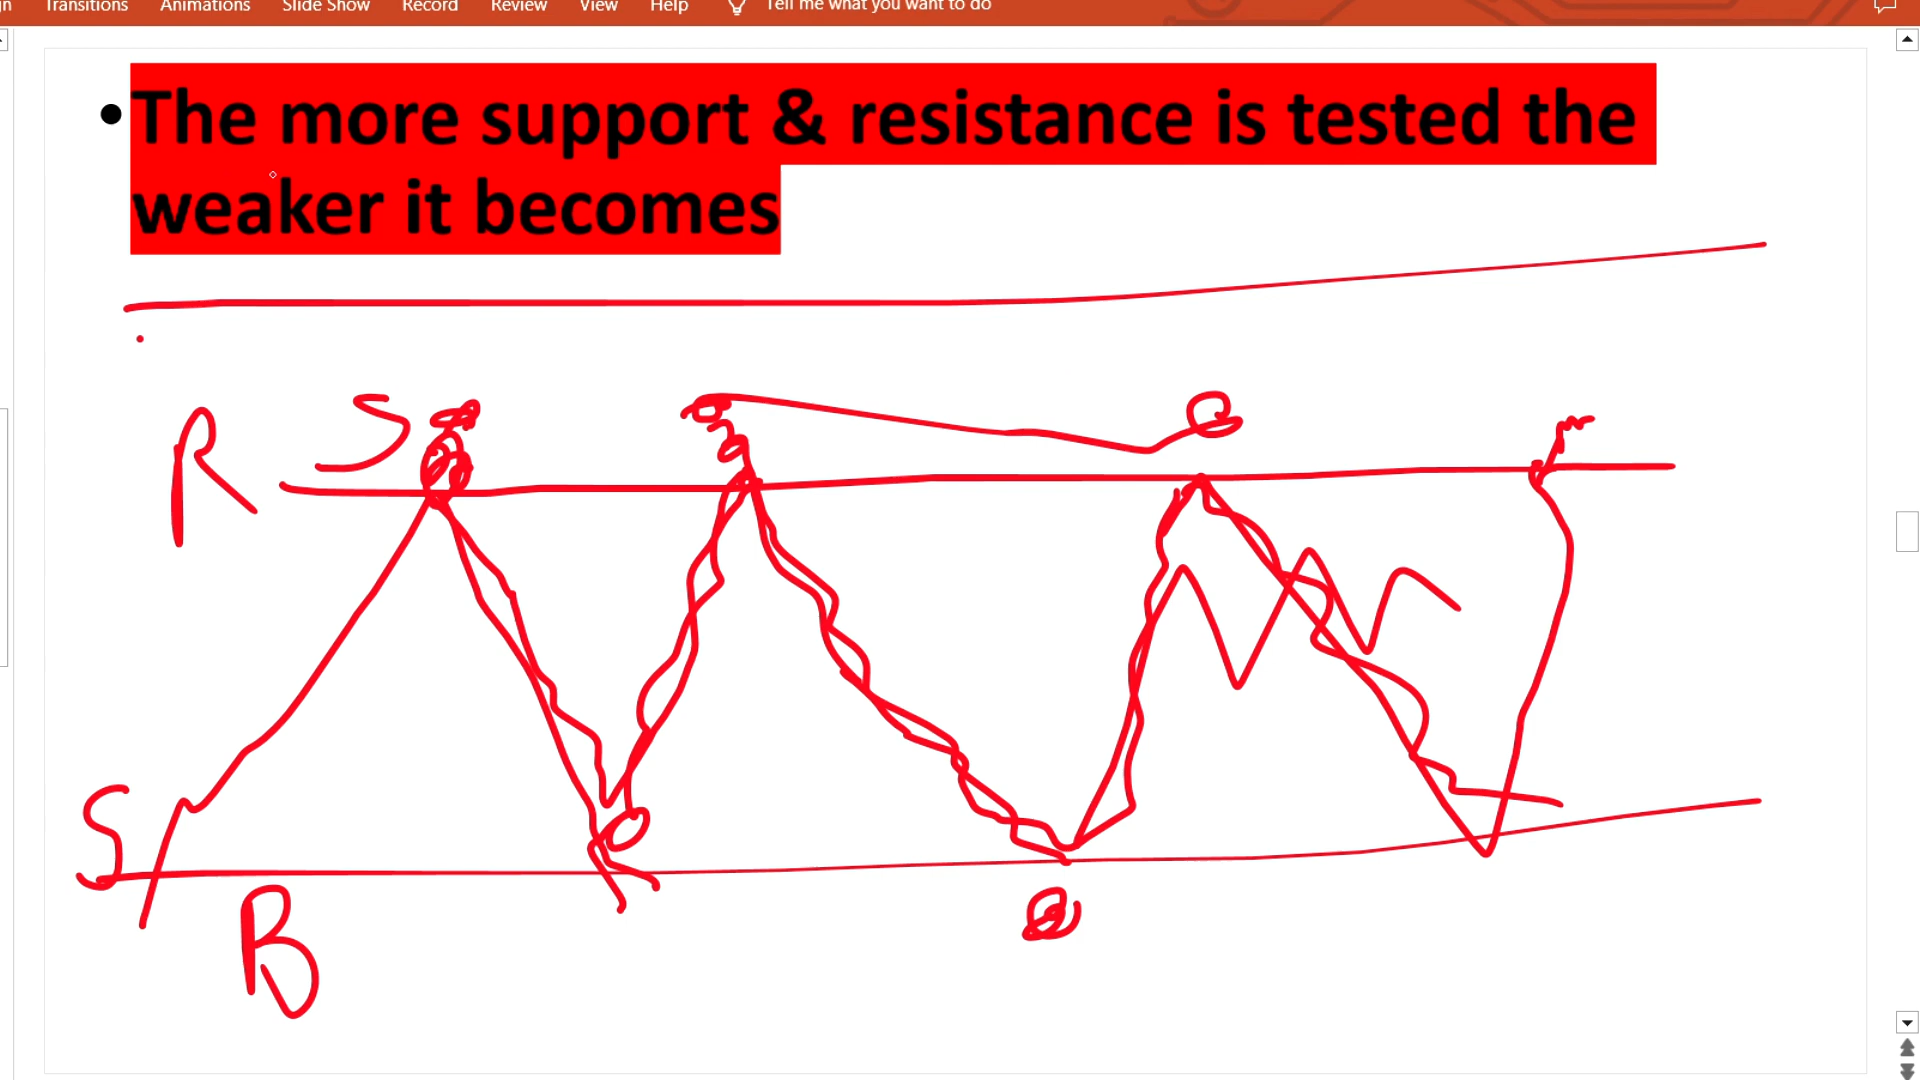 Transitions Animations Slide Show Record Review View Help Tell me what you want to do
• The more support & resistance is tested the
weaker it becomes
R S
S
B